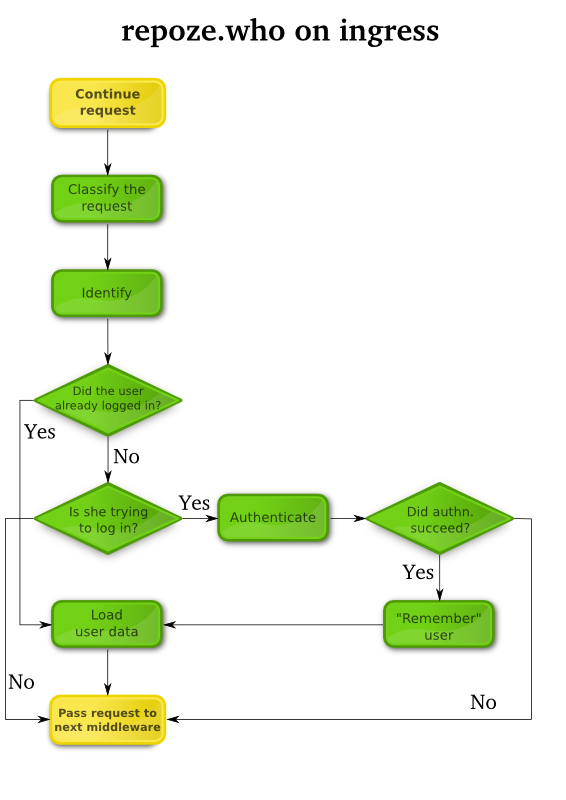 repoze.who on ingress
Continue
request
Classify the
request
Identify
Did the user
already logged in?
Yes
No
Is she trying
to log in?
Yes
Authenticate
Did authn.
succeed?
Yes
Load
user data
"Remember"
user
No
No
Pass request to
next middleware